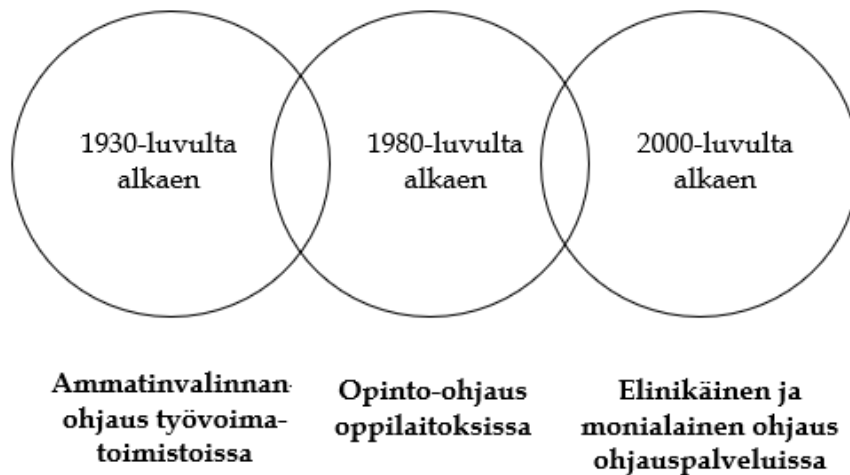 1930-luvulta
alkaen
1980-luvulta
alkaen
2000-luvulta
alkaen
Ammatinvalinnan-
ohjaus työvoima-
toimistoissa
Opinto-ohjaus
oppilaitoksissa
Elinikäinen ja
monialainen ohjaus
ohjauspalveluissa